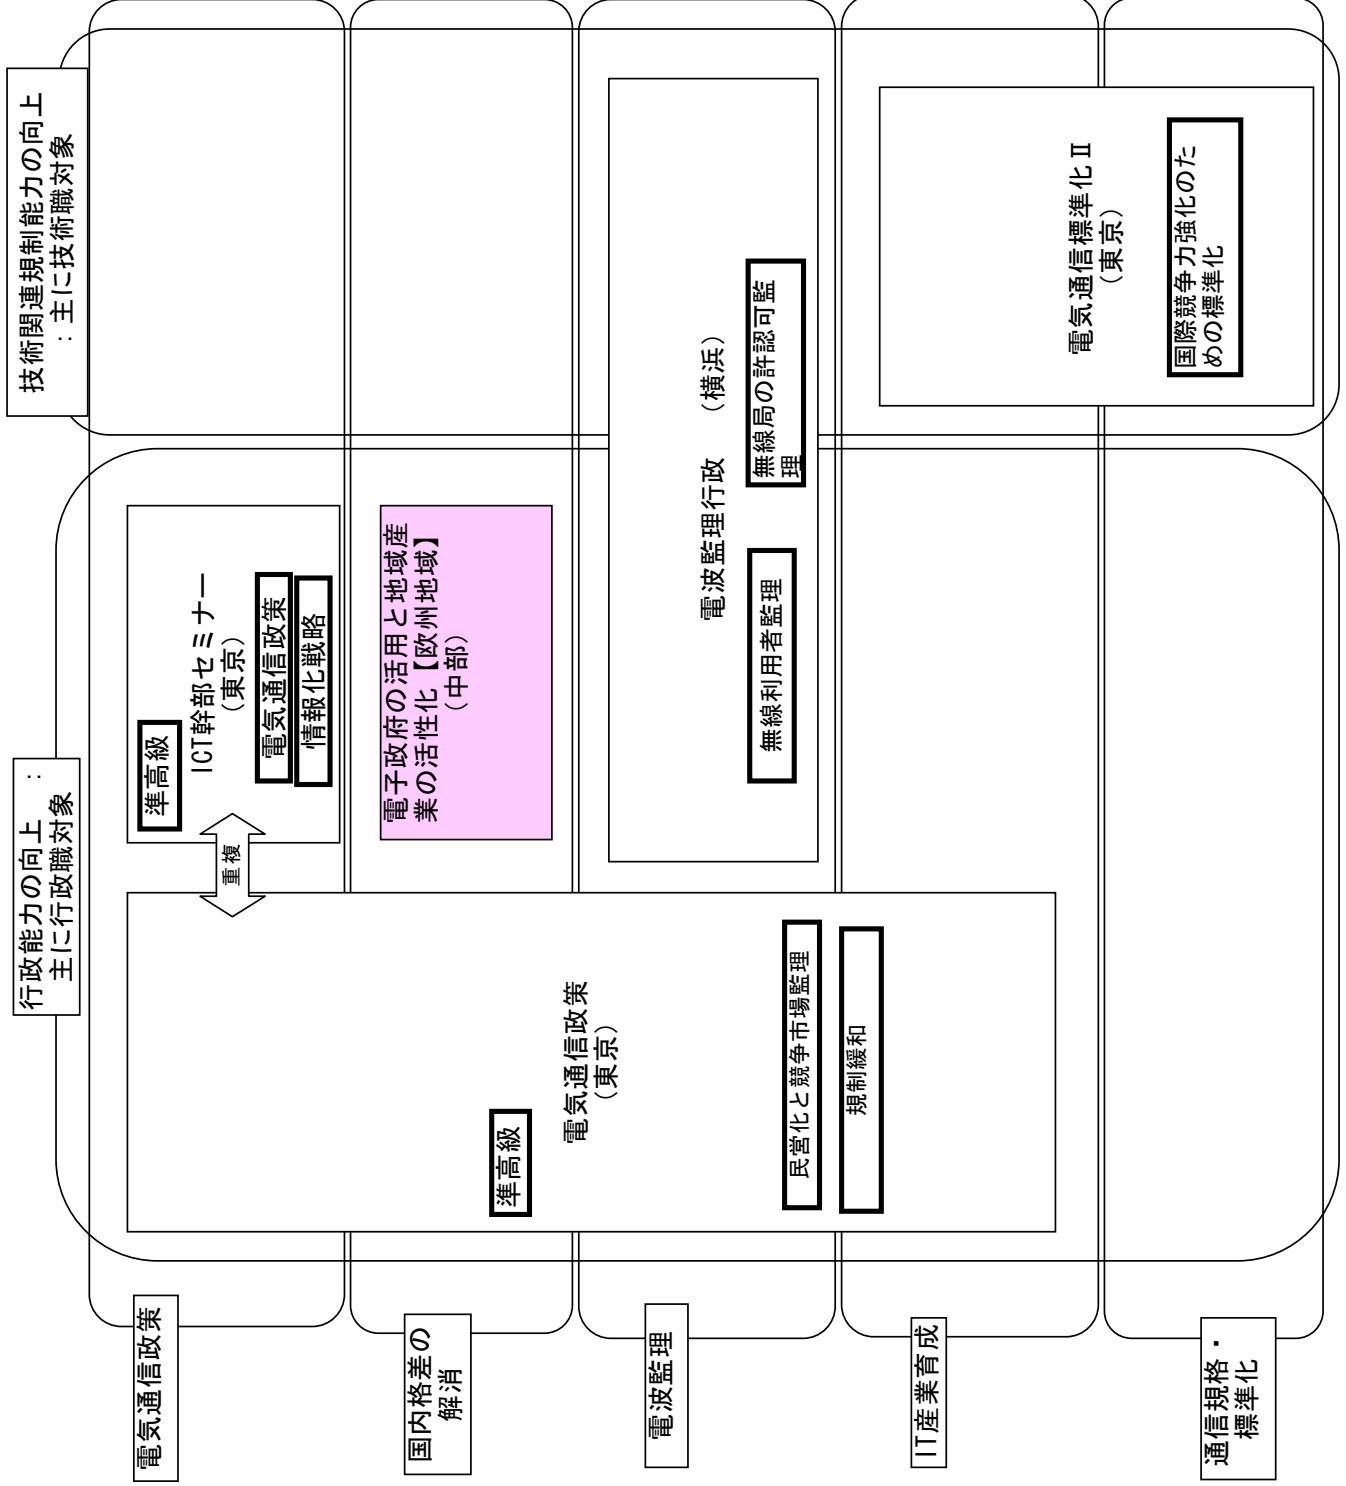 技術関連規制能力の向上
：主に技術職対象
行政能力の向上　：
主に行政職対象
準高級
ICT幹部セミナー
（東京）
電気通信政策
情報化戦略
重複
電子政府の活用と地域産
業の活性化【欧州地域】
（中部）
電波監理行政　（横浜）
無線局の許認可監
理
無線利用者監理
電気通信標準化Ⅱ
（東京）
国際競争力強化のた
めの標準化
準高級
電気通信政策
（東京）
民営化と競争市場監理
規制緩和
電気通信政策
国内格差の
解消
電波監理
IT産業育成
通信規格・
標準化